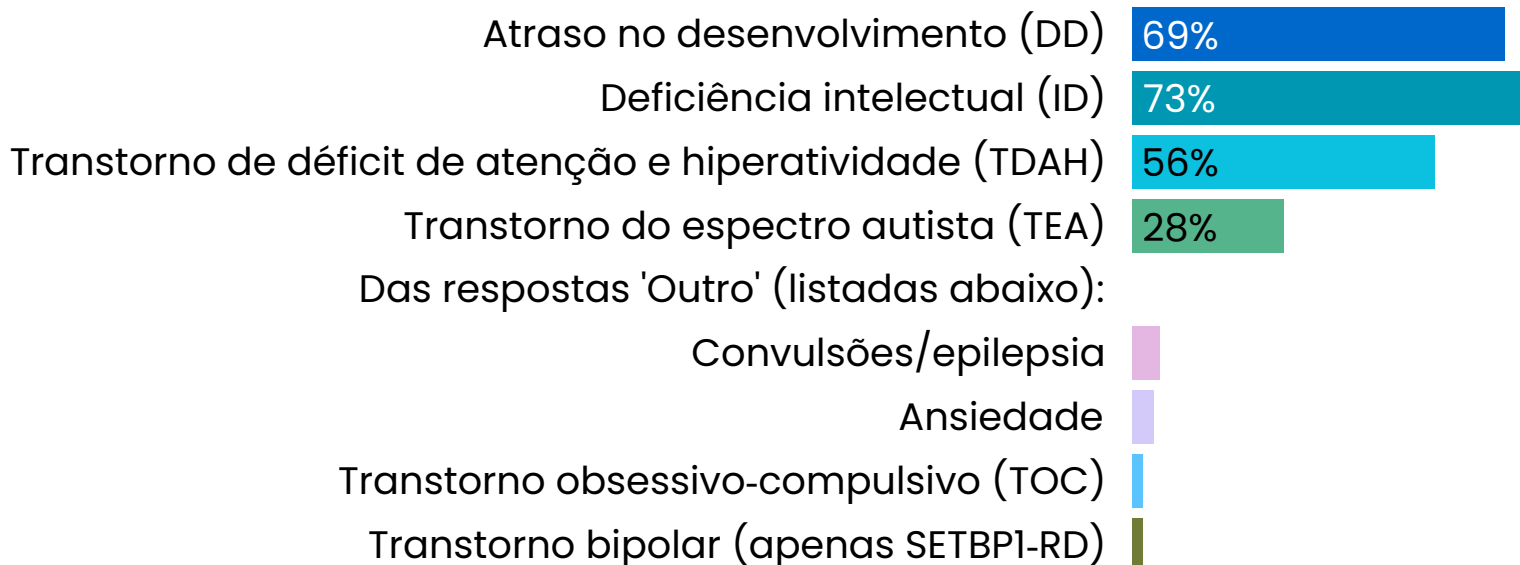 Atraso no desenvolvimento (DD) 69%
Deficiência intelectual (ID) 73%
Transtorno de déficit de atenção e hiperatividade (TDAH) 56%
Transtorno do espectro autista (TEA) 28%
Das respostas 'Outro' (listadas abaixo):
Convulsões/epilepsia
Ansiedade
Transtorno obsessivo-compulsivo (TOC)
Transtorno bipolar (apenas SETBP1-RD)